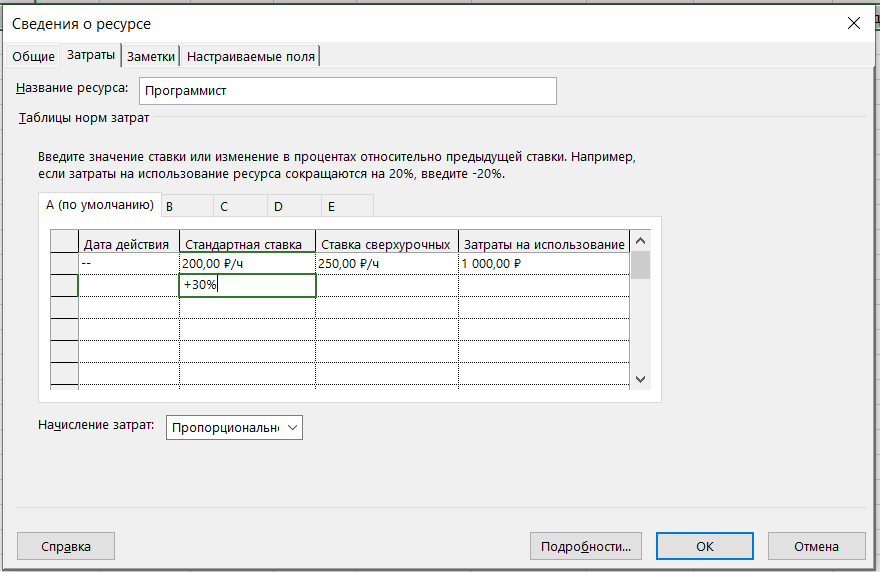 Сведения о ресурсе
Общие Затраты Заметки Настраиваемые поля
Название ресурса: Программист
Таблицы норм затрат
Введите значение ставки или изменение в процентах относительно предыдущей ставки. Например,
если затраты на использование ресурса сокращаются на 20%, введите -20%.
A (по умолчанию) B C D E
Дата действия Стандартная ставка Ставка сверхурочных Затраты на использование
-- 200,00 ₽/ч 250,00 ₽/ч 1 000,00 ₽
+30%
Начисление затрат: Пропорциональн
Справка Подробности... ОК Отмена